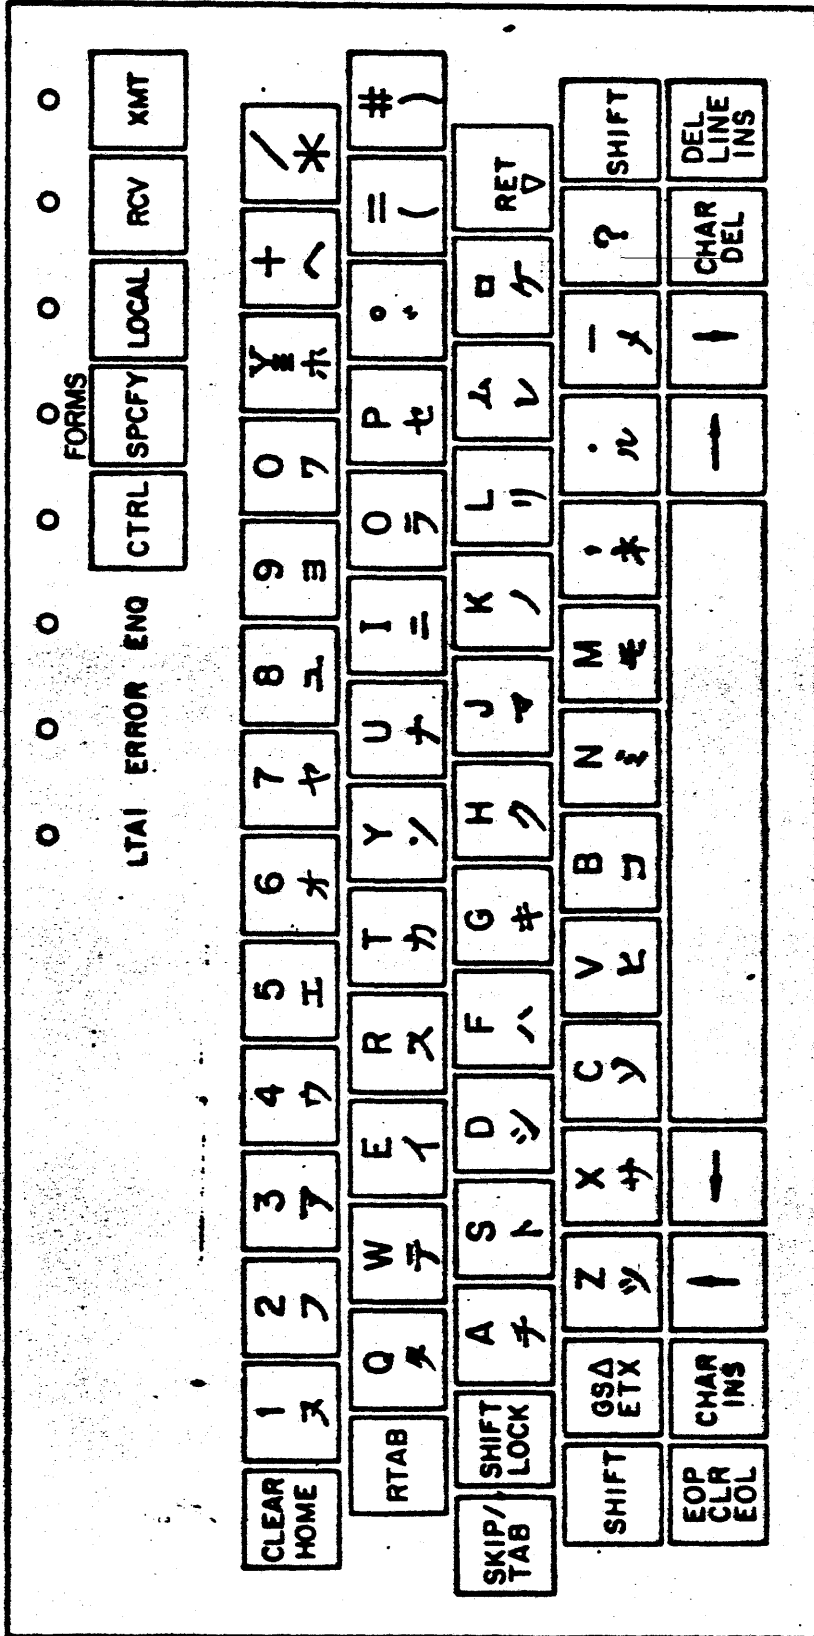 LTAI ERROR ENQ CTRL FORMS SPCFY LOCAL RCV XMT
CLEAR HOME 1 ヌ 2 フ 3 ア 4 ウ 5 エ 6 オ 7 ヤ 8 ユ 9 ヨ 0 ワ ¥ ホ + ヘ / *
RTAB Q タ W テ E イ R ス T カ Y ン U ナ I ニ O ラ P セ ° ゛ = ( # )
SKIP/ TAB SHIFT LOCK A チ S ト D シ F ハ G キ H ク J マ K ノ L リ ム レ ロ ケ RET ▽
SHIFT GSΔ ETX Z ツ X サ C ソ V ヒ B コ N ミ M モ , ネ . ル - メ ? SHIFT
EOP CLR EOL CHAR INS ↑ ← → ↑ CHAR DEL DEL LINE INS